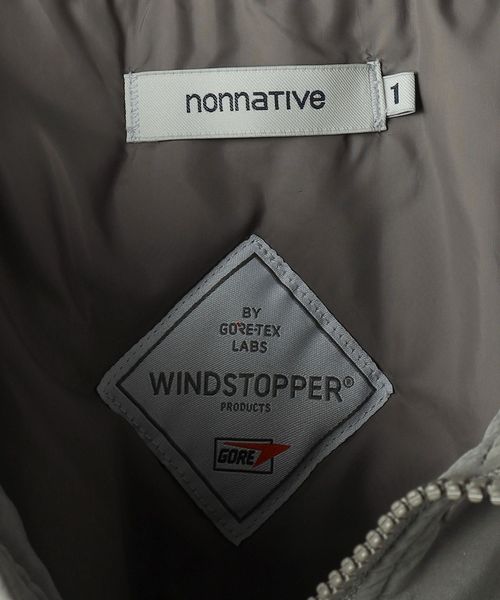 nonnative
1
BY
GORE-TEX
LABS
WINDSTOPPER®
PRODUCTS
GORE